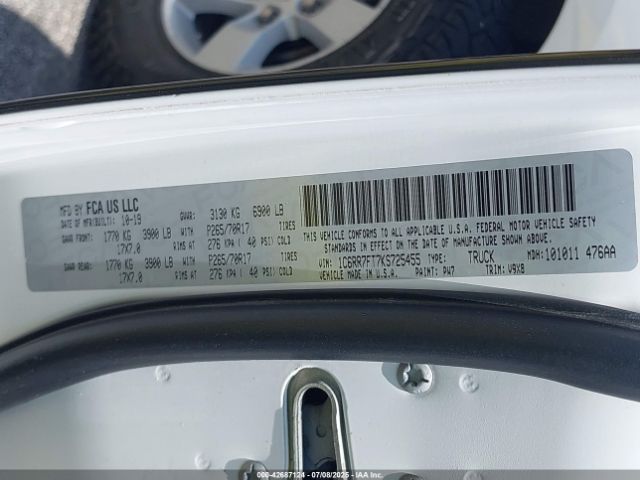 MFD BY FCA US LLC
DATE OF MFR(BUILT): 10-19 GVWR: 3130 KG 6900 LB
GAWR FRONT: 1770 KG 3900 LB WITH P265/70R17 TIRES
17X7.0 RIMS AT 276 KPA ( 40 PSI) COLD
GAWR REAR: 1770 KG 3900 LB WITH P265/70R17 TIRES
17X7.0 RIMS AT 276 KPA ( 40 PSI) COLD
THIS VEHICLE CONFORMS TO ALL APPLICABLE U.S.A. FEDERAL MOTOR VEHICLE SAFETY
STANDARDS IN EFFECT ON THE DATE OF MANUFACTURE SHOWN ABOVE.
VIN: 1C6RR7FT7KS725455 TYPE: TRUCK MDH: 101011 476AA
VEHICLE MADE IN U.S.A. PAINT: PW7 TRIM: V9X8
000-42687124 | 07/08/2025 | IAA.COM